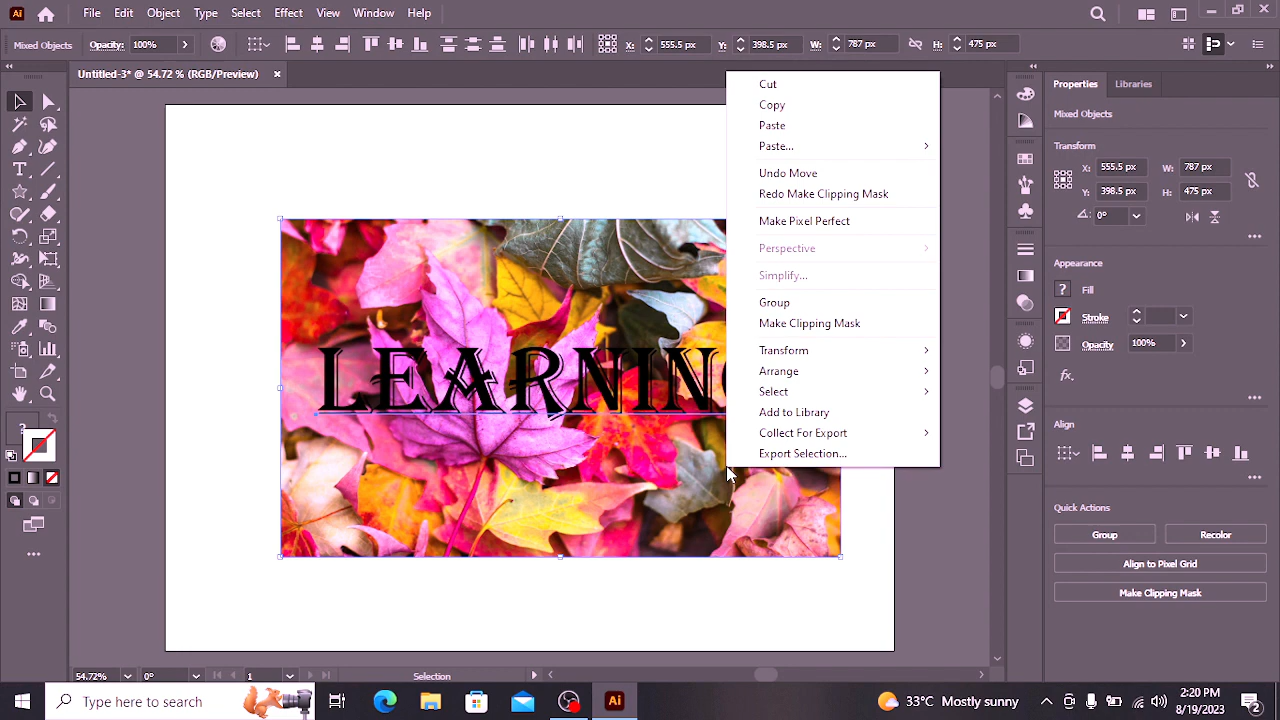 Ai File Edit Object Type Select Effect View Window Help
Mixed Objects Opacity: 100% X: 555.5 px Y: 398.5 px W: 787 px H: 475 px
Untitled-3* @ 54.72 % (RGB/Preview)
LEARNIN
Cut
Copy
Paste
Paste...
Undo Move
Redo Make Clipping Mask
Make Pixel Perfect
Perspective
Simplify...
Group
Make Clipping Mask
Transform
Arrange
Select
Add to Library
Collect For Export
Export Selection...
Properties Libraries
Mixed Objects
Transform
X: 555.5 px W: 787 px
Y: 398.5 px H: 475 px
0°
Appearance
? Fill
Stroke
Opacity 100%
fx
Align
Quick Actions
Group Recolor
Align to Pixel Grid
Make Clipping Mask
54.72% 0° 1 Selection
Type here to search
Ai
33°C Mostly sunny
2:20 PM
8/19/2023
2